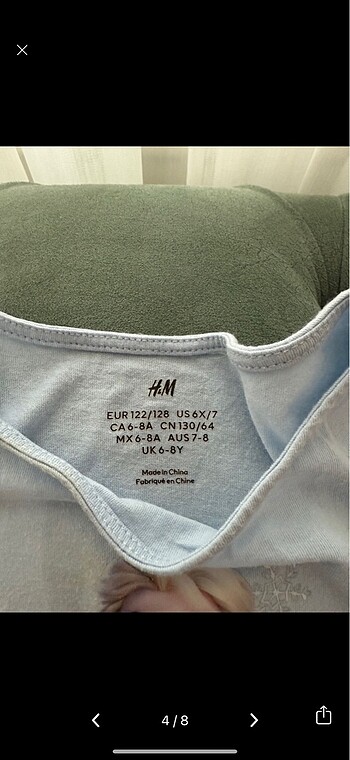 H&M
EUR 122/128 US 6X/7
CA 6-8A CN 130/64
MX 6-8A AUS 7-8
UK 6-8Y
Made in China
Fabriqué en Chine
4 / 8